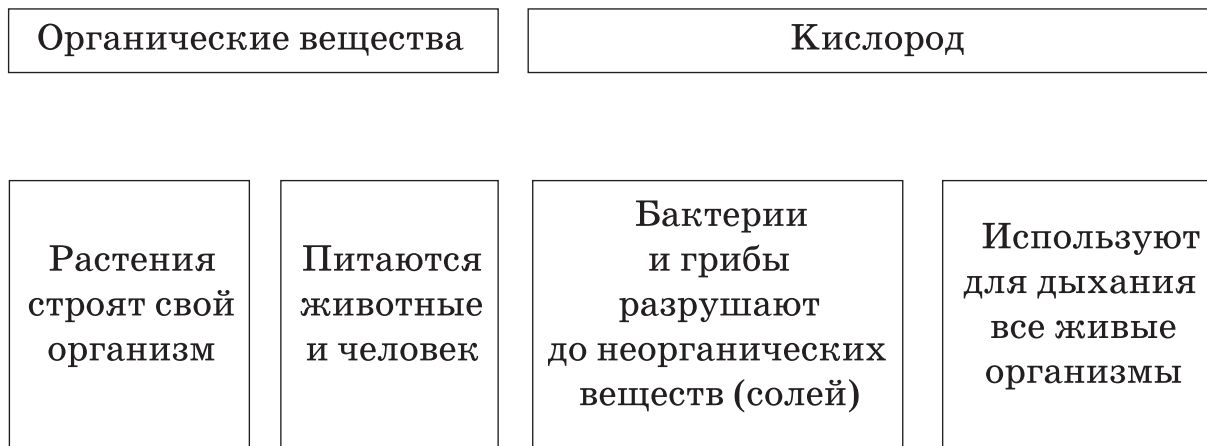 Органические вещества
Кислород
Растения
строят свой
организм
Питаются
животные
и человек
Бактерии
и грибы
разрушают
до неорганических
веществ (солей)
Используют
для дыхания
все живые
организмы